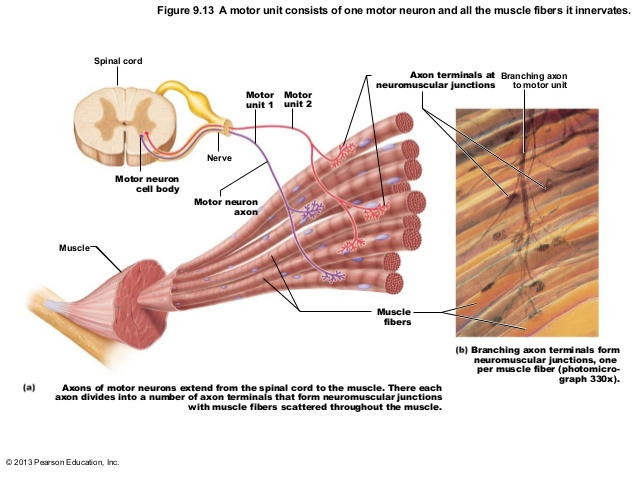 Figure 9.13 A motor unit consists of one motor neuron and all the muscle fibers it innervates.
Spinal cord
Axon terminals at
neuromuscular junctions
Branching axon
to motor unit
Motor
unit 1
Motor
unit 2
Nerve
Motor neuron
cell body
Motor neuron
axon
Muscle
Muscle
fibers
(b) Branching axon terminals form
neuromuscular junctions, one
per muscle fiber (photomicro-
graph 330x).
(a)
Axons of motor neurons extend from the spinal cord to the muscle. There each
axon divides into a number of axon terminals that form neuromuscular junctions
with muscle fibers scattered throughout the muscle.
© 2013 Pearson Education, Inc.